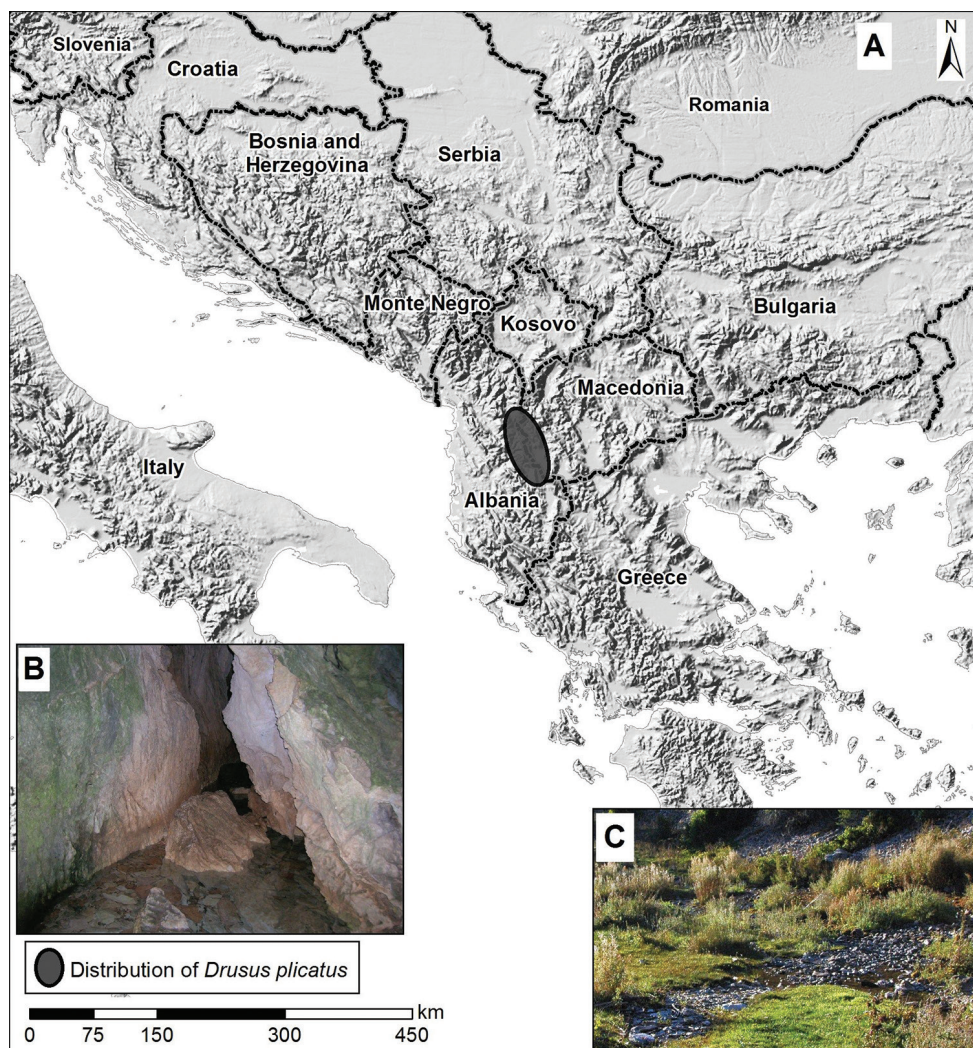 Slovenia
Croatia
A
N
Romania
Bosnia and
Herzegovina
Serbia
Monte Negro
Kosovo
Bulgaria
Macedonia
Italy
Albania
Greece
B
C
Distribution of Drusus plicatus
km
0 75 150 300 450